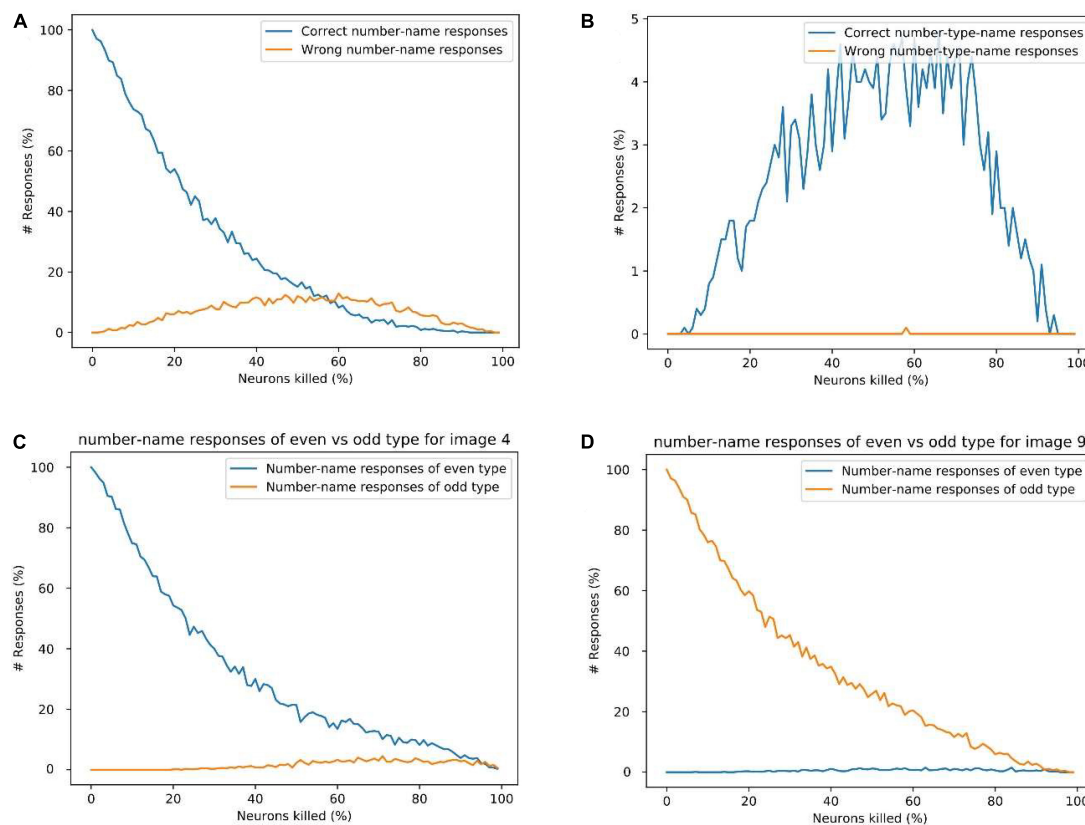 A
Correct number-name responses
Wrong number-name responses
100
80
60
40
20
0
# Responses (%)
0 20 40 60 80 100
Neurons killed (%)
B
Correct number-type-name responses
Wrong number-type-name responses
5
4
3
2
1
0
# Responses (%)
0 20 40 60 80 100
Neurons killed (%)
C
number-name responses of even vs odd type for image 4
Number-name responses of even type
Number-name responses of odd type
100
80
60
40
20
0
# Responses (%)
0 20 40 60 80 100
Neurons killed (%)
D
number-name responses of even vs odd type for image 9
Number-name responses of even type
Number-name responses of odd type
100
80
60
40
20
0
# Responses (%)
0 20 40 60 80 100
Neurons killed (%)